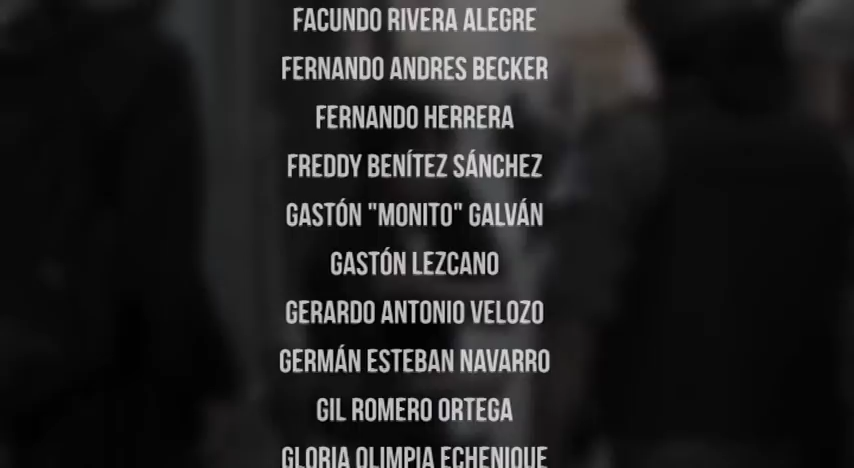 FACUNDO RIVERA ALEGRE
FERNANDO ANDRES BECKER
FERNANDO HERRERA
FREDDY BENÍTEZ SÁNCHEZ
GASTÓN "MONITO" GALVÁN
GASTÓN LEZCANO
GERARDO ANTONIO VELOZO
GERMÁN ESTEBAN NAVARRO
GIL ROMERO ORTEGA
GLORIA OLIMPIA ECHENIQUE